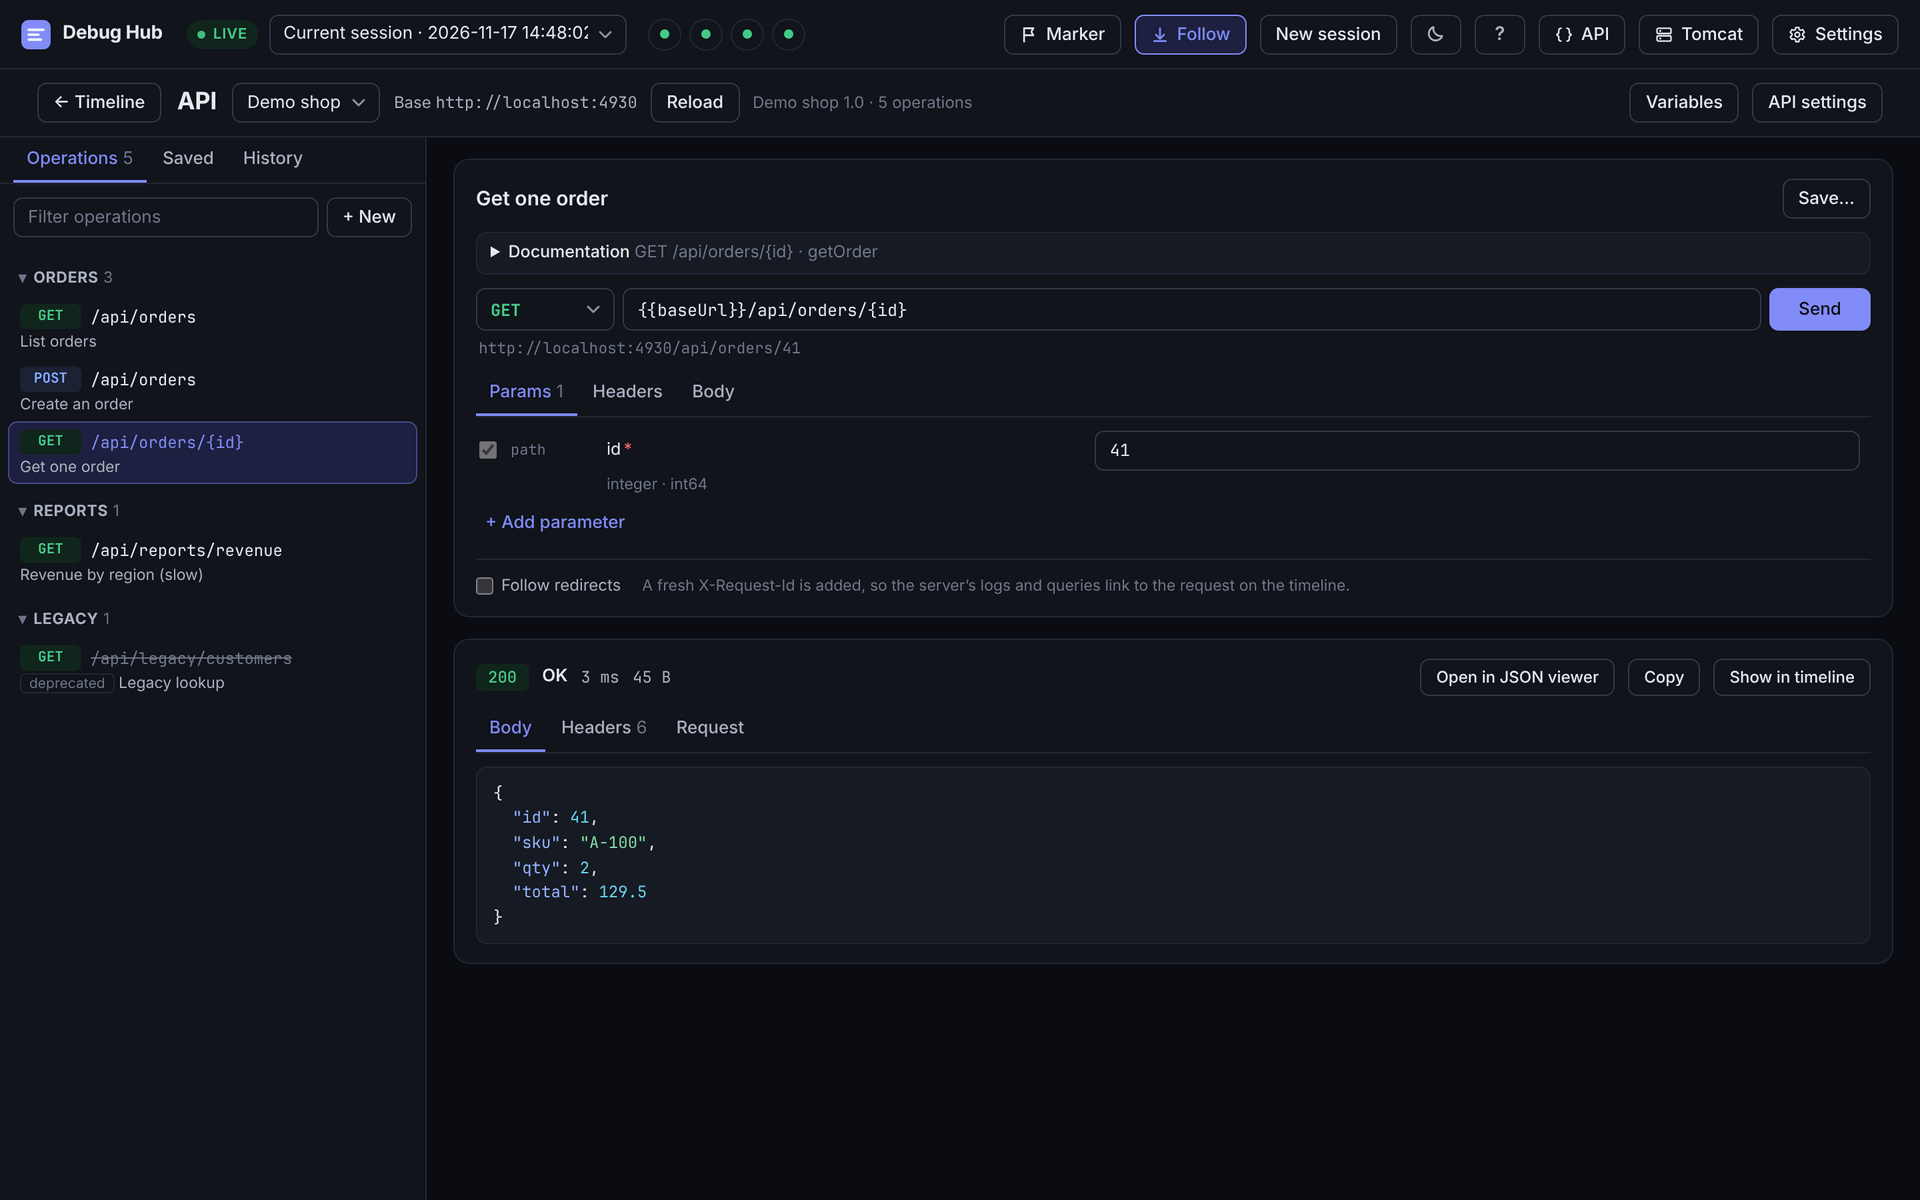 Debug Hub
LIVE
Current session · 2026-11-17 14:48:02
Marker
Follow
New session
?
{} API
Tomcat
Settings
← Timeline
API
Demo shop
Base http://localhost:4930
Reload
Demo shop 1.0 · 5 operations
Variables
API settings
Operations 5
Saved
History
Filter operations
+ New
▾ ORDERS 3
GET /api/orders
List orders
POST /api/orders
Create an order
GET /api/orders/{id}
Get one order
▾ REPORTS 1
GET /api/reports/revenue
Revenue by region (slow)
▾ LEGACY 1
GET /api/legacy/customers
deprecated Legacy lookup
Get one order
Save...
▶ Documentation GET /api/orders/{id} · getOrder
GET
{{baseUrl}}/api/orders/{id}
Send
http://localhost:4930/api/orders/41
Params 1
Headers
Body
path
id *
41
integer · int64
+ Add parameter
Follow redirects
A fresh X-Request-Id is added, so the server's logs and queries link to the request on the timeline.
200 OK 3 ms 45 B
Open in JSON viewer
Copy
Show in timeline
Body
Headers 6
Request
{
"id": 41,
"sku": "A-100",
"qty": 2,
"total": 129.5
}